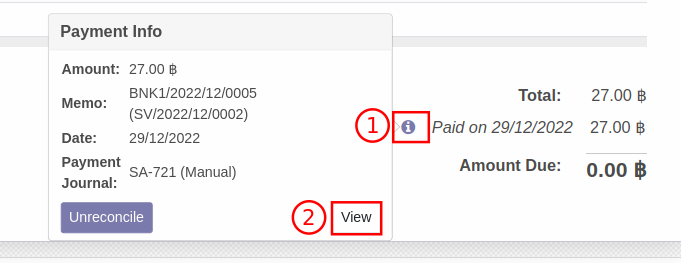 Payment Info
Amount: 27.00 ฿
Memo: BNK1/2022/12/0005
(SV/2022/12/0002)
Date: 29/12/2022
Payment
Journal: SA-721 (Manual)
Unreconcile
2 View
Total: 27.00 ฿
1 Paid on 29/12/2022 27.00 ฿
Amount Due: 0.00 ฿